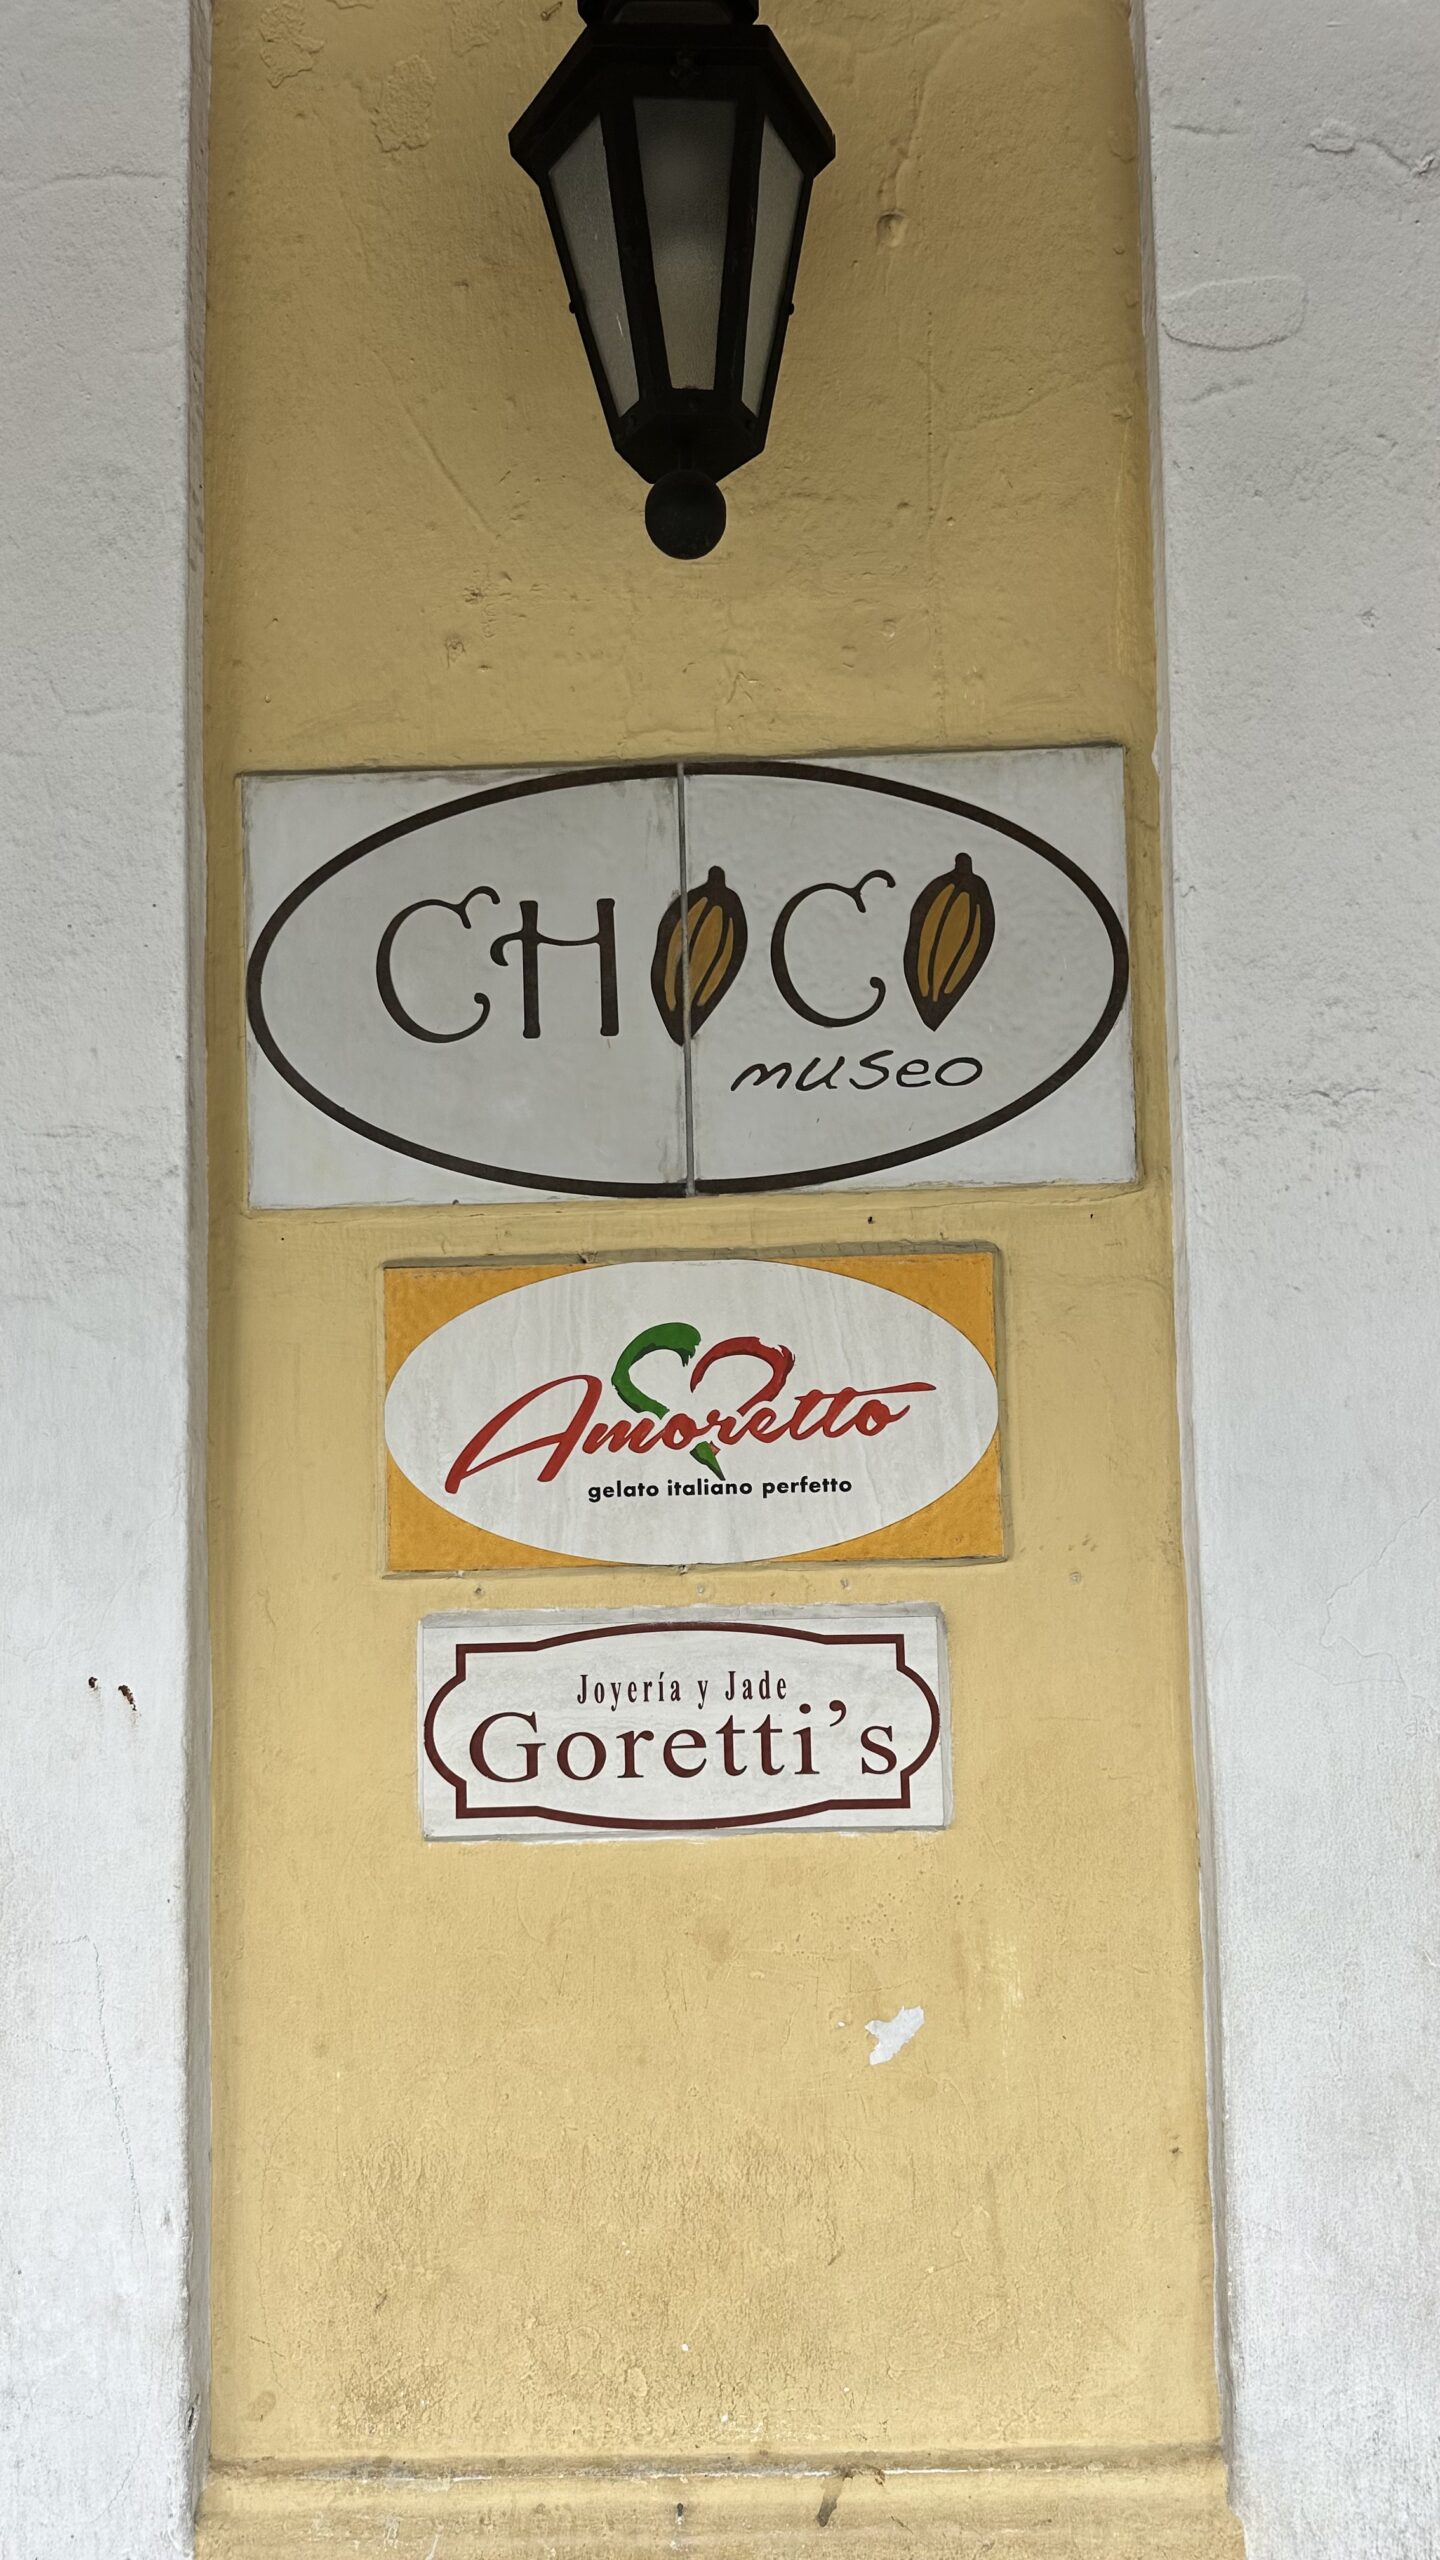 CHOCO
museo
Amoretto
gelato italiano perfetto
Joyería y Jade
Goretti's